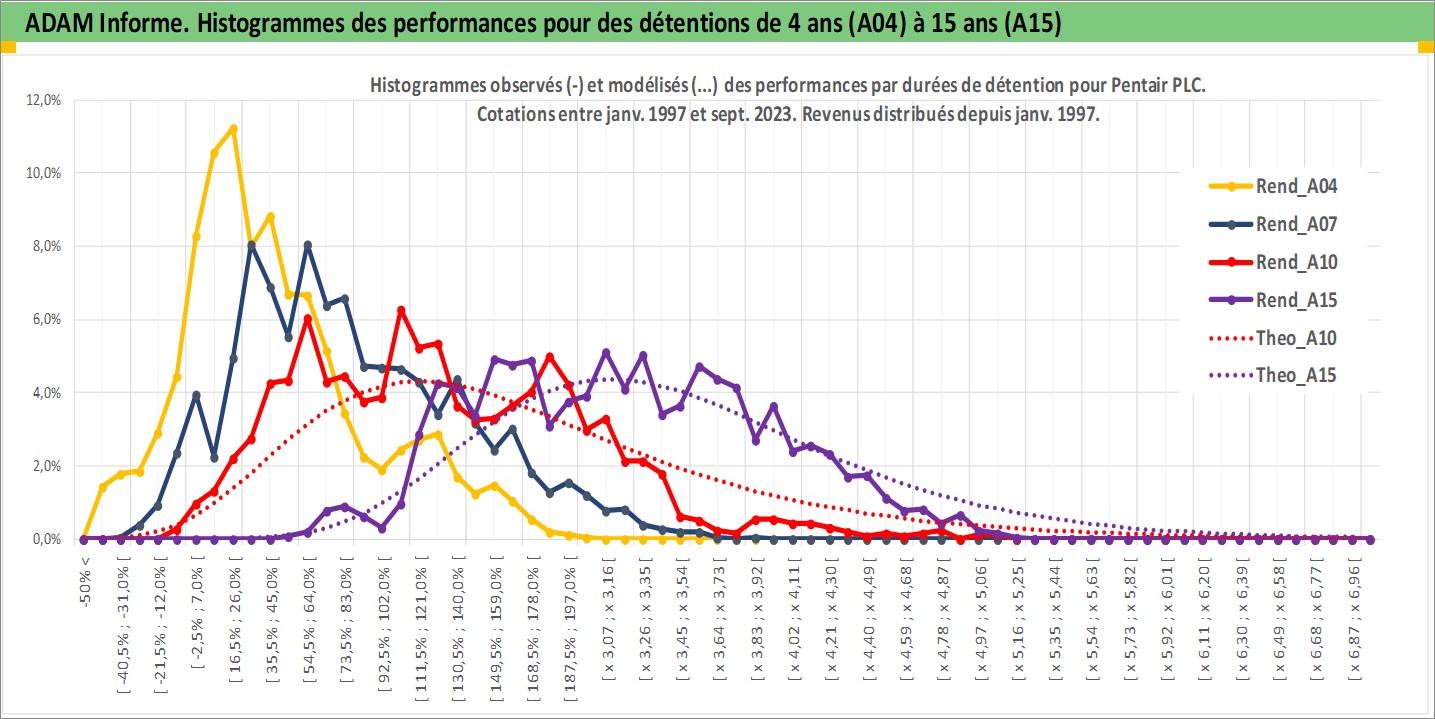 ADAM Informe. Histogrammes des performances pour des détentions de 4 ans (A04) à 15 ans (A15)
Histogrammes observés (-) et modélisés (...) des performances par durées de détention pour Pentair PLC.
Cotations entre janv. 1997 et sept. 2023. Revenus distribués depuis janv. 1997.
12,0%
10,0%
8,0%
6,0%
4,0%
2,0%
0,0%
Rend_A04
Rend_A07
Rend_A10
Rend_A15
Theo_A10
Theo_A15
-50% <
[ -40,5% ; -31,0% [
[ -21,5% ; -12,0% [
[ -2,5% ; 7,0% [
[ 16,5% ; 26,0% [
[ 35,5% ; 45,0% [
[ 54,5% ; 64,0% [
[ 73,5% ; 83,0% [
[ 92,5% ; 102,0% [
[ 111,5% ; 121,0% [
[ 130,5% ; 140,0% [
[ 149,5% ; 159,0% [
[ 168,5% ; 178,0% [
[ 187,5% ; 197,0% [
[ x 3,07 ; x 3,16 [
[ x 3,26 ; x 3,35 [
[ x 3,45 ; x 3,54 [
[ x 3,64 ; x 3,73 [
[ x 3,83 ; x 3,92 [
[ x 4,02 ; x 4,11 [
[ x 4,21 ; x 4,30 [
[ x 4,40 ; x 4,49 [
[ x 4,59 ; x 4,68 [
[ x 4,78 ; x 4,87 [
[ x 4,97 ; x 5,06 [
[ x 5,16 ; x 5,25 [
[ x 5,35 ; x 5,44 [
[ x 5,54 ; x 5,63 [
[ x 5,73 ; x 5,82 [
[ x 5,92 ; x 6,01 [
[ x 6,11 ; x 6,20 [
[ x 6,30 ; x 6,39 [
[ x 6,49 ; x 6,58 [
[ x 6,68 ; x 6,77 [
[ x 6,87 ; x 6,96 [